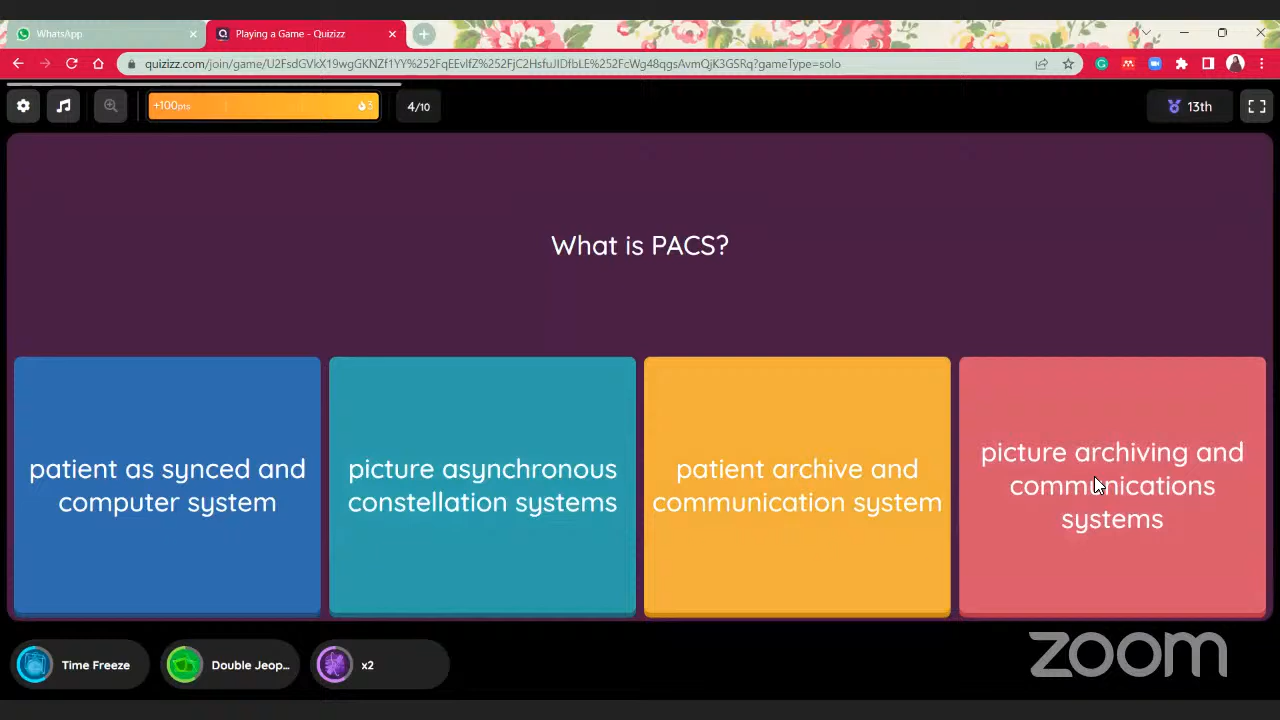 WhatsApp
Playing a Game - Quizizz
quizizz.com/join/game/U2FsdGVkX19wgGKNZf1YY%252FqEEvlfZ%252FjC2HsfuJIDfbLE%252FcWg48qgsAvmQjK3GSRq?gameType=solo
+100pts
3
4/10
13th
What is PACS?
patient as synced and
computer system
picture asynchronous
constellation systems
patient archive and
communication system
picture archiving and
communications
systems
Time Freeze
Double Jeop...
x2
zoom